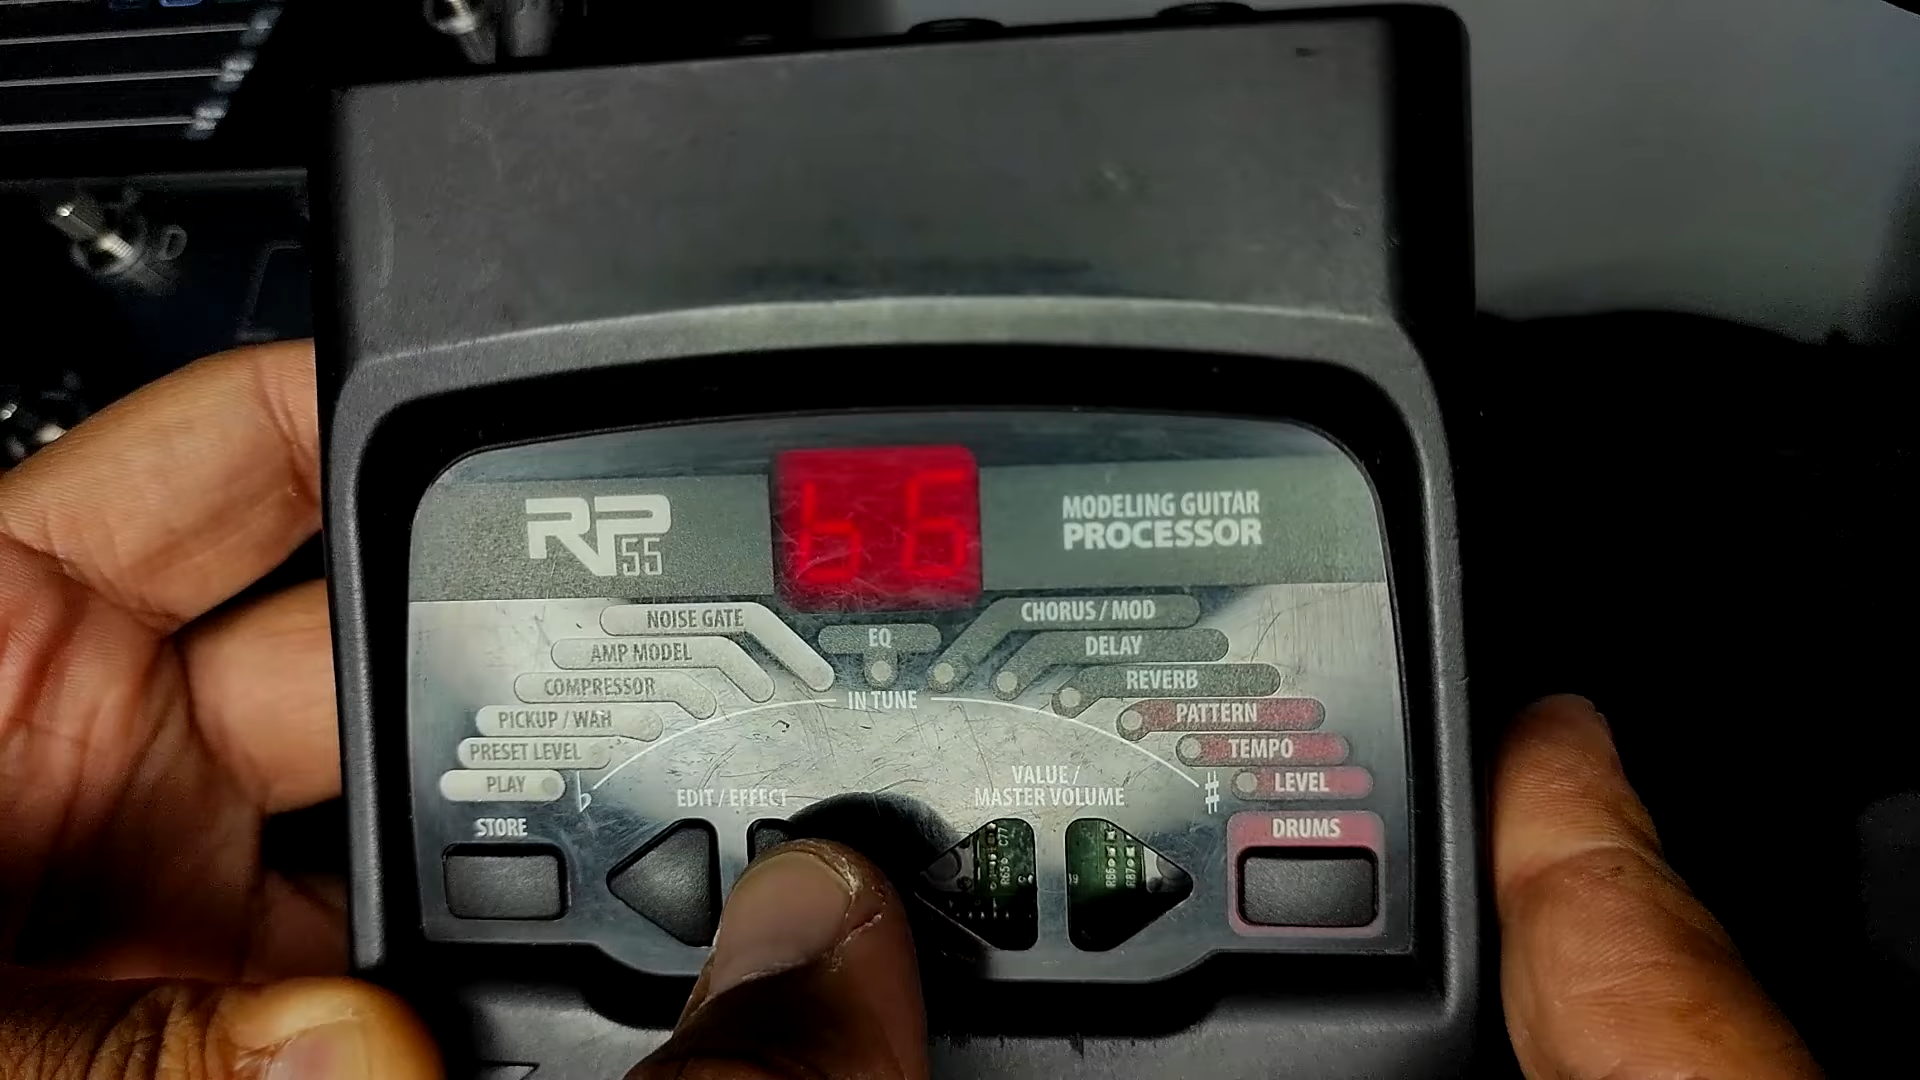 RP55
66
MODELING GUITAR
PROCESSOR
NOISE GATE
EQ
CHORUS / MOD
AMP MODEL
DELAY
COMPRESSOR
REVERB
PICKUP / WAH
IN TUNE
PATTERN
PRESET LEVEL
TEMPO
PLAY
♭
♯
LEVEL
EDIT / EFFECT
VALUE /
MASTER VOLUME
STORE
DRUMS
C77